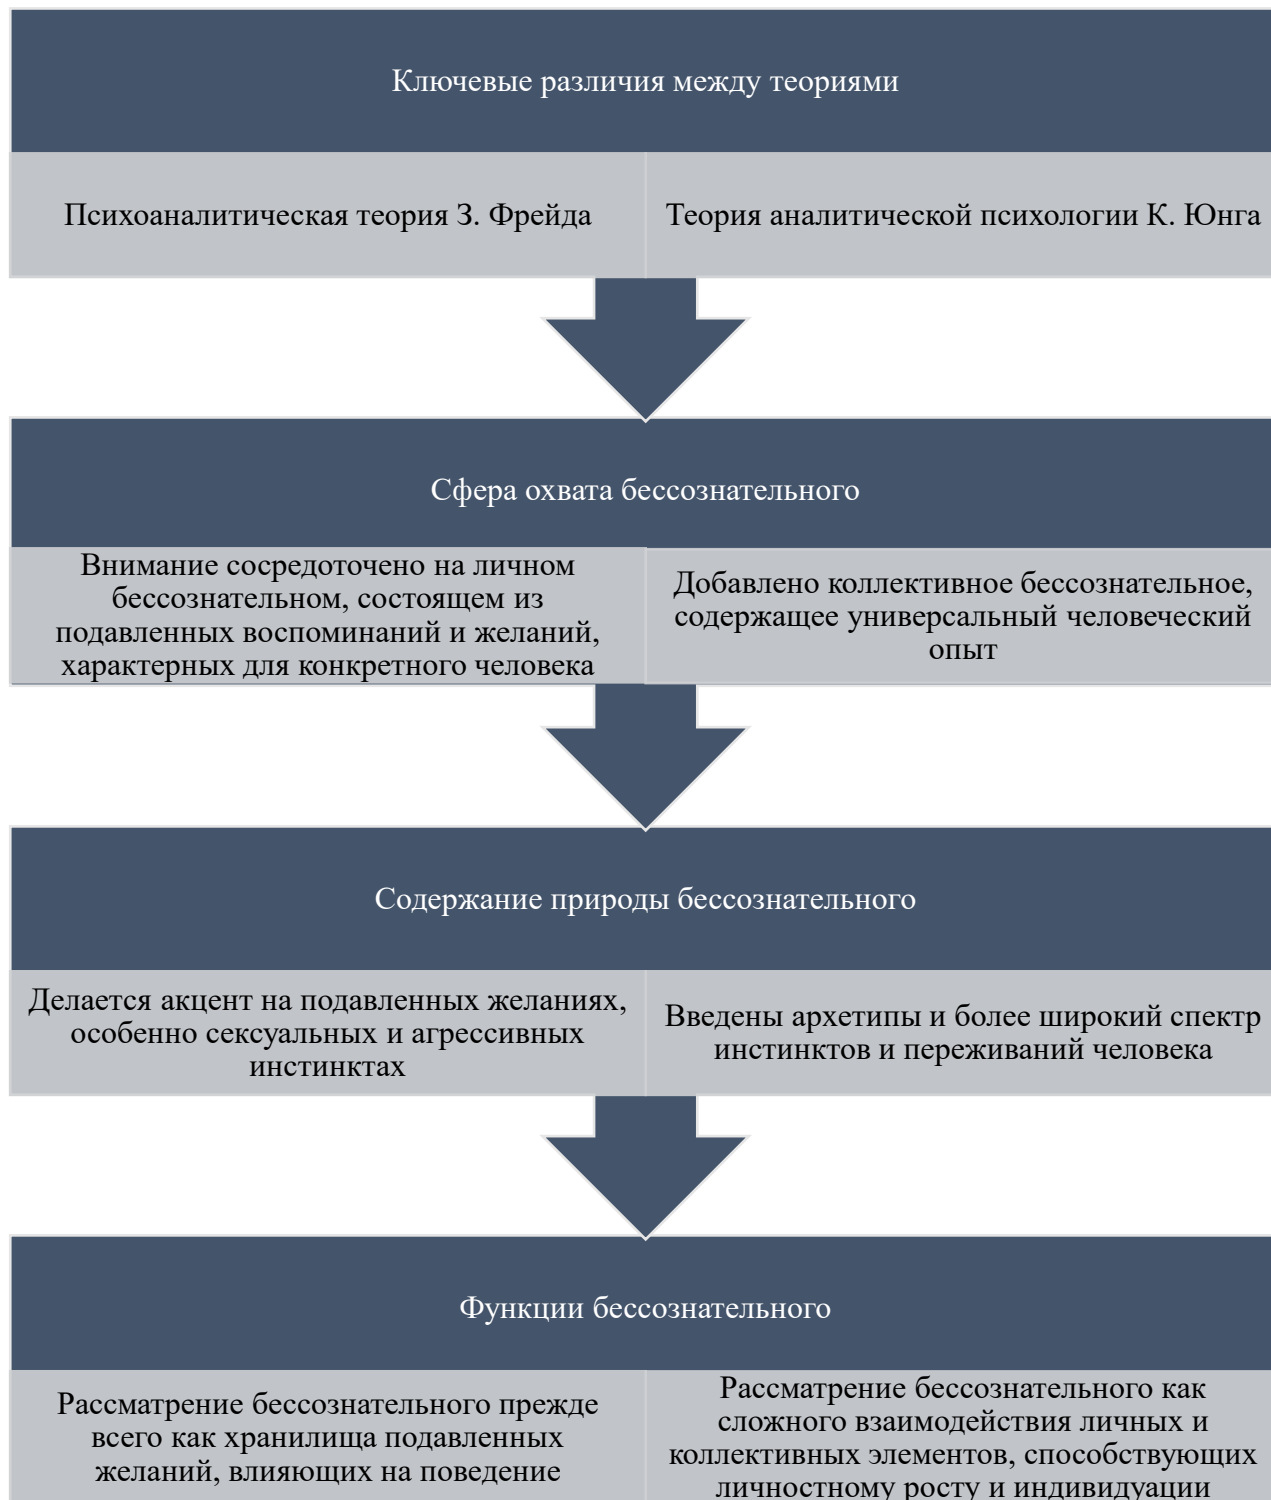 Ключевые различия между теориями
Психоаналитическая теория З. Фрейда
Теория аналитической психологии К. Юнга
Сфера охвата бессознательного
Внимание сосредоточено на личном
бессознательном, состоящем из
подавленных воспоминаний и желаний,
характерных для конкретного человека
Добавлено коллективное бессознательное,
содержащее универсальный человеческий
опыт
Содержание природы бессознательного
Делается акцент на подавленных желаниях,
особенно сексуальных и агрессивных
инстинктах
Введены архетипы и более широкий спектр
инстинктов и переживаний человека
Функции бессознательного
Рассматрение бессознательного прежде
всего как хранилища подавленных
желаний, влияющих на поведение
Рассматрение бессознательного как
сложного взаимодействия личных и
коллективных элементов, способствующих
личностному росту и индивидуации